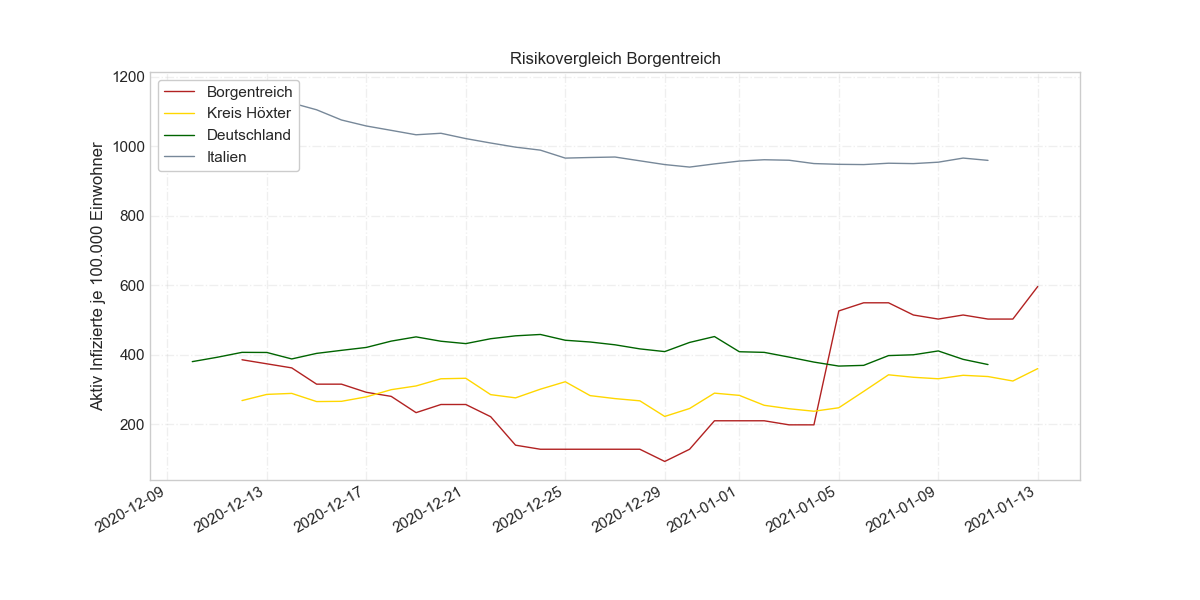 Risikovergleich Borgentreich
Aktiv Infizierte je 100.000 Einwohner
1200
1000
800
600
400
200
Borgentreich
Kreis Höxter
Deutschland
Italien
2020-12-09
2020-12-13
2020-12-17
2020-12-21
2020-12-25
2020-12-29
2021-01-01
2021-01-05
2021-01-09
2021-01-13